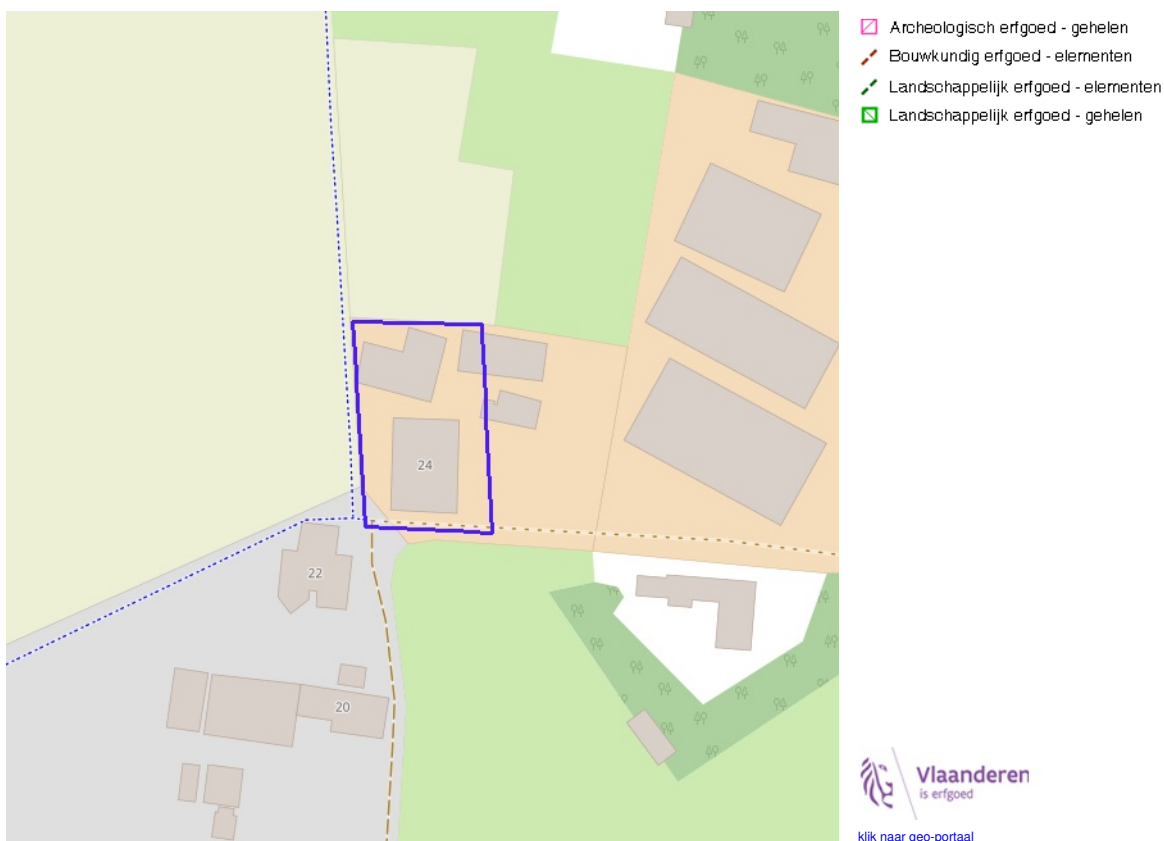 Archeologisch erfgoed - gehelen
Bouwkundig erfgoed - elementen
Landschappelijk erfgoed - elementen
Landschappelijk erfgoed - gehelen
24
22
20
Vlaanderen
is erfgoed
klik naar geo-portaal